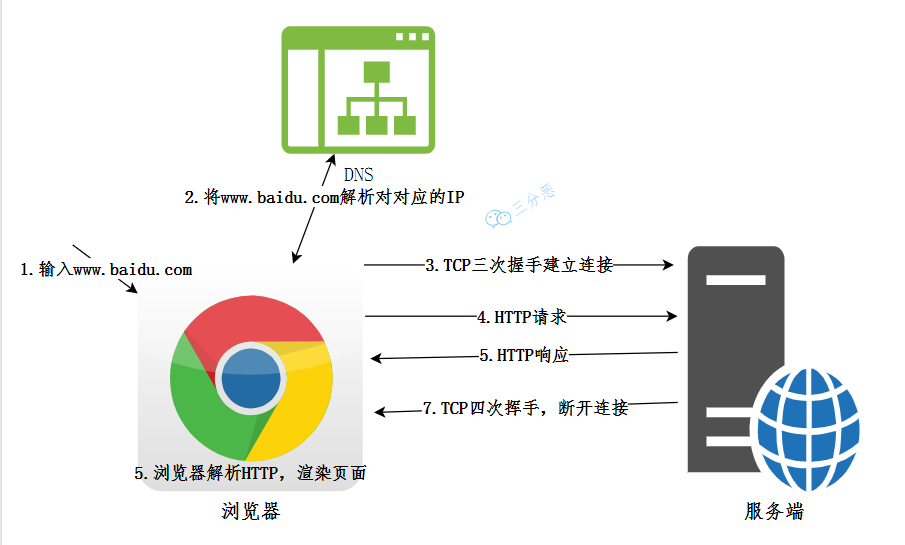 DNS
2.将www.baidu.com解析对对应的IP
三分恶
1.输入www.baidu.com
3.TCP三次握手建立连接
4.HTTP请求
5.HTTP响应
7.TCP四次挥手，断开连接
5.浏览器解析HTTP，渲染页面
浏览器
服务端